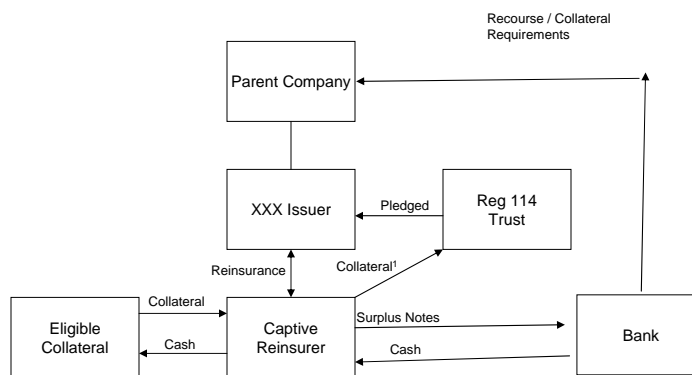 Recourse / Collateral
Requirements
Parent Company
XXX Issuer
Pledged
Reg 114
Trust
Reinsurance
Collateral¹
Collateral
Eligible
Collateral
Cash
Captive
Reinsurer
Surplus Notes
Cash
Bank